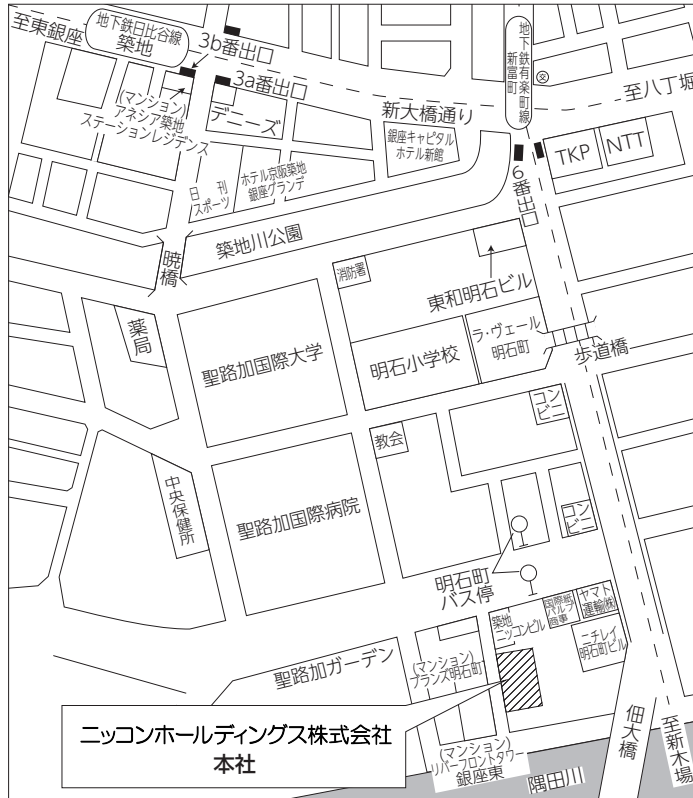 至東銀座
地下鉄日比谷線
築地
3b番出口
3a番出口
(マンション)
アネシア築地
ステーションレジデンス
デニーズ
新大橋通り
地下鉄有楽町線
新富町
交
至八丁堀
銀座キャピタル
ホテル新館
TKP
NTT
6番出口
日刊
スポーツ
ホテル京阪築地
銀座グランデ
築地川公園
暁橋
消防署
東和明石ビル
薬局
聖路加国際大学
明石小学校
ラ・ヴェール
明石町
歩道橋
コン
ビニ
教会
中央保健所
聖路加国際病院
コン
ビニ
明石町
バス停
築地
ニッコンビル
国際紙
パルプ
商事
ヤマト
運輸㈱
ニチレイ
明石町ビル
聖路加ガーデン
(マンション)
ブランズ明石町
ニッコンホールディングス株式会社
本社
(マンション)
リバーフロントタワー
銀座東
隅田川
佃大橋
至新木場